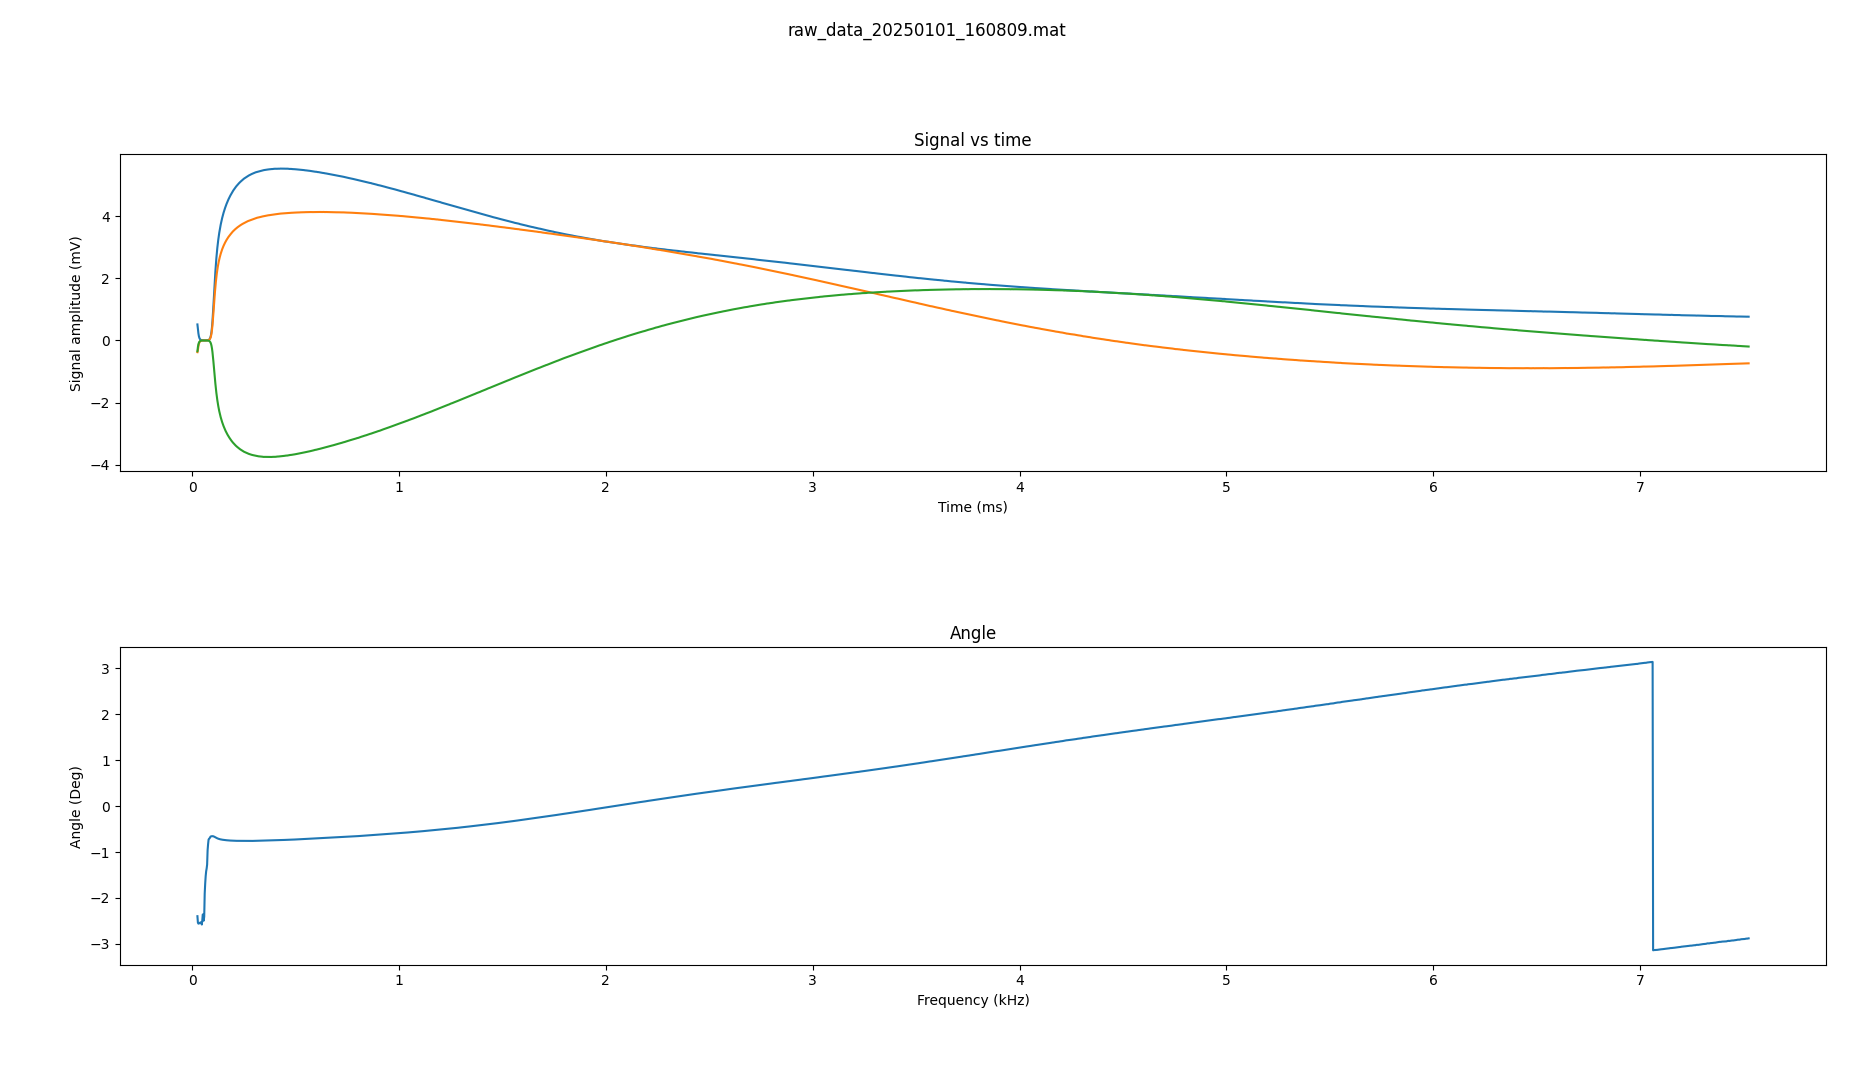 raw_data_20250101_160809.mat
Signal vs time
Signal amplitude (mV)
4
2
0
−2
−4
0 1 2 3 4 5 6 7
Time (ms)
Angle
Angle (Deg)
3
2
1
0
−1
−2
−3
0 1 2 3 4 5 6 7
Frequency (kHz)